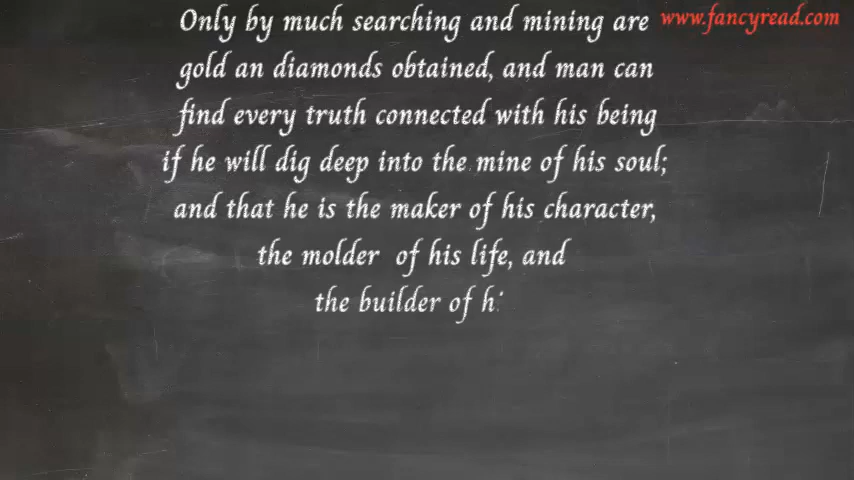 Only by much searching and mining are
www.fancyread.com
gold an diamonds obtained, and man can
find every truth connected with his being
if he will dig deep into the mine of his soul;
and that he is the maker of his character,
the molder of his life, and
the builder of h